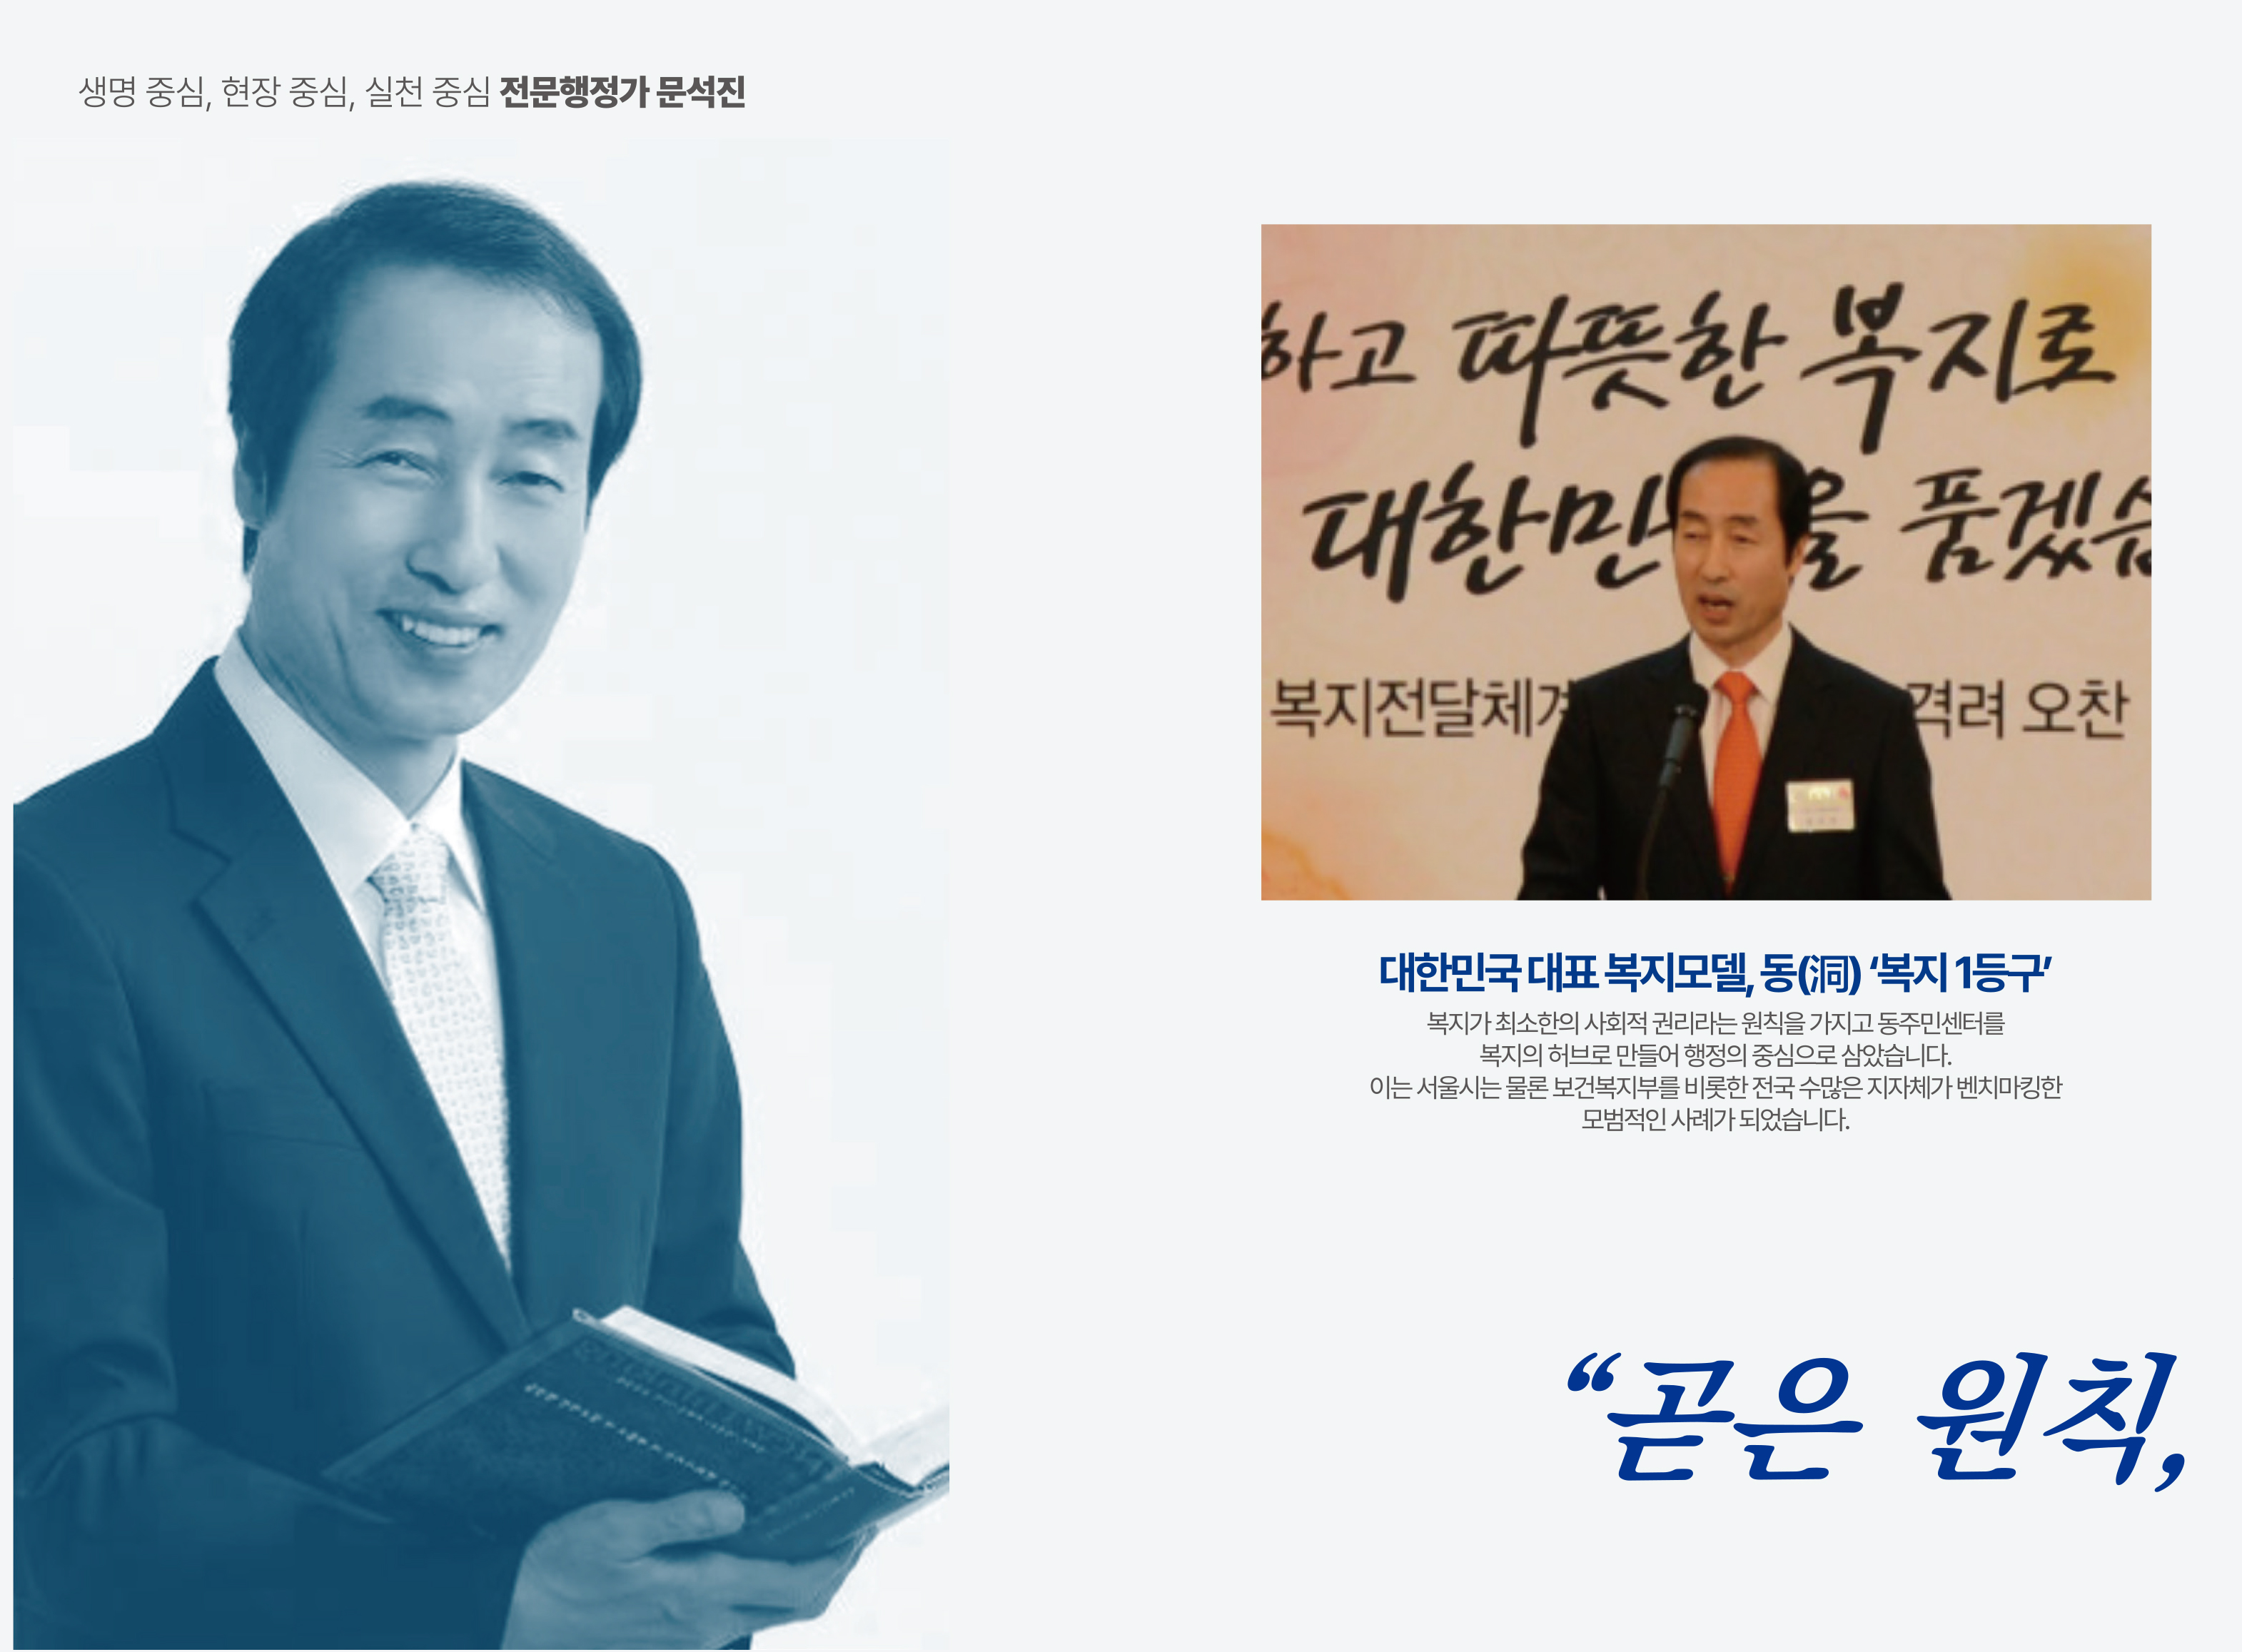 생명 중심, 현장 중심, 실천 중심 전문행정가 문석진
하고 따뜻한 복지로
대한민 을 품겠습
복지전달체계 격려 오찬
대한민국 대표 복지모델, 동(洞) ‘복지 1등구’
복지가 최소한의 사회적 권리라는 원칙을 가지고 동주민센터를
복지의 허브로 만들어 행정의 중심으로 삼았습니다.
이는 서울시는 물론 보건복지부를 비롯한 전국 수많은 지자체가 벤치마킹한
모범적인 사례가 되었습니다.
“곧은 원칙,